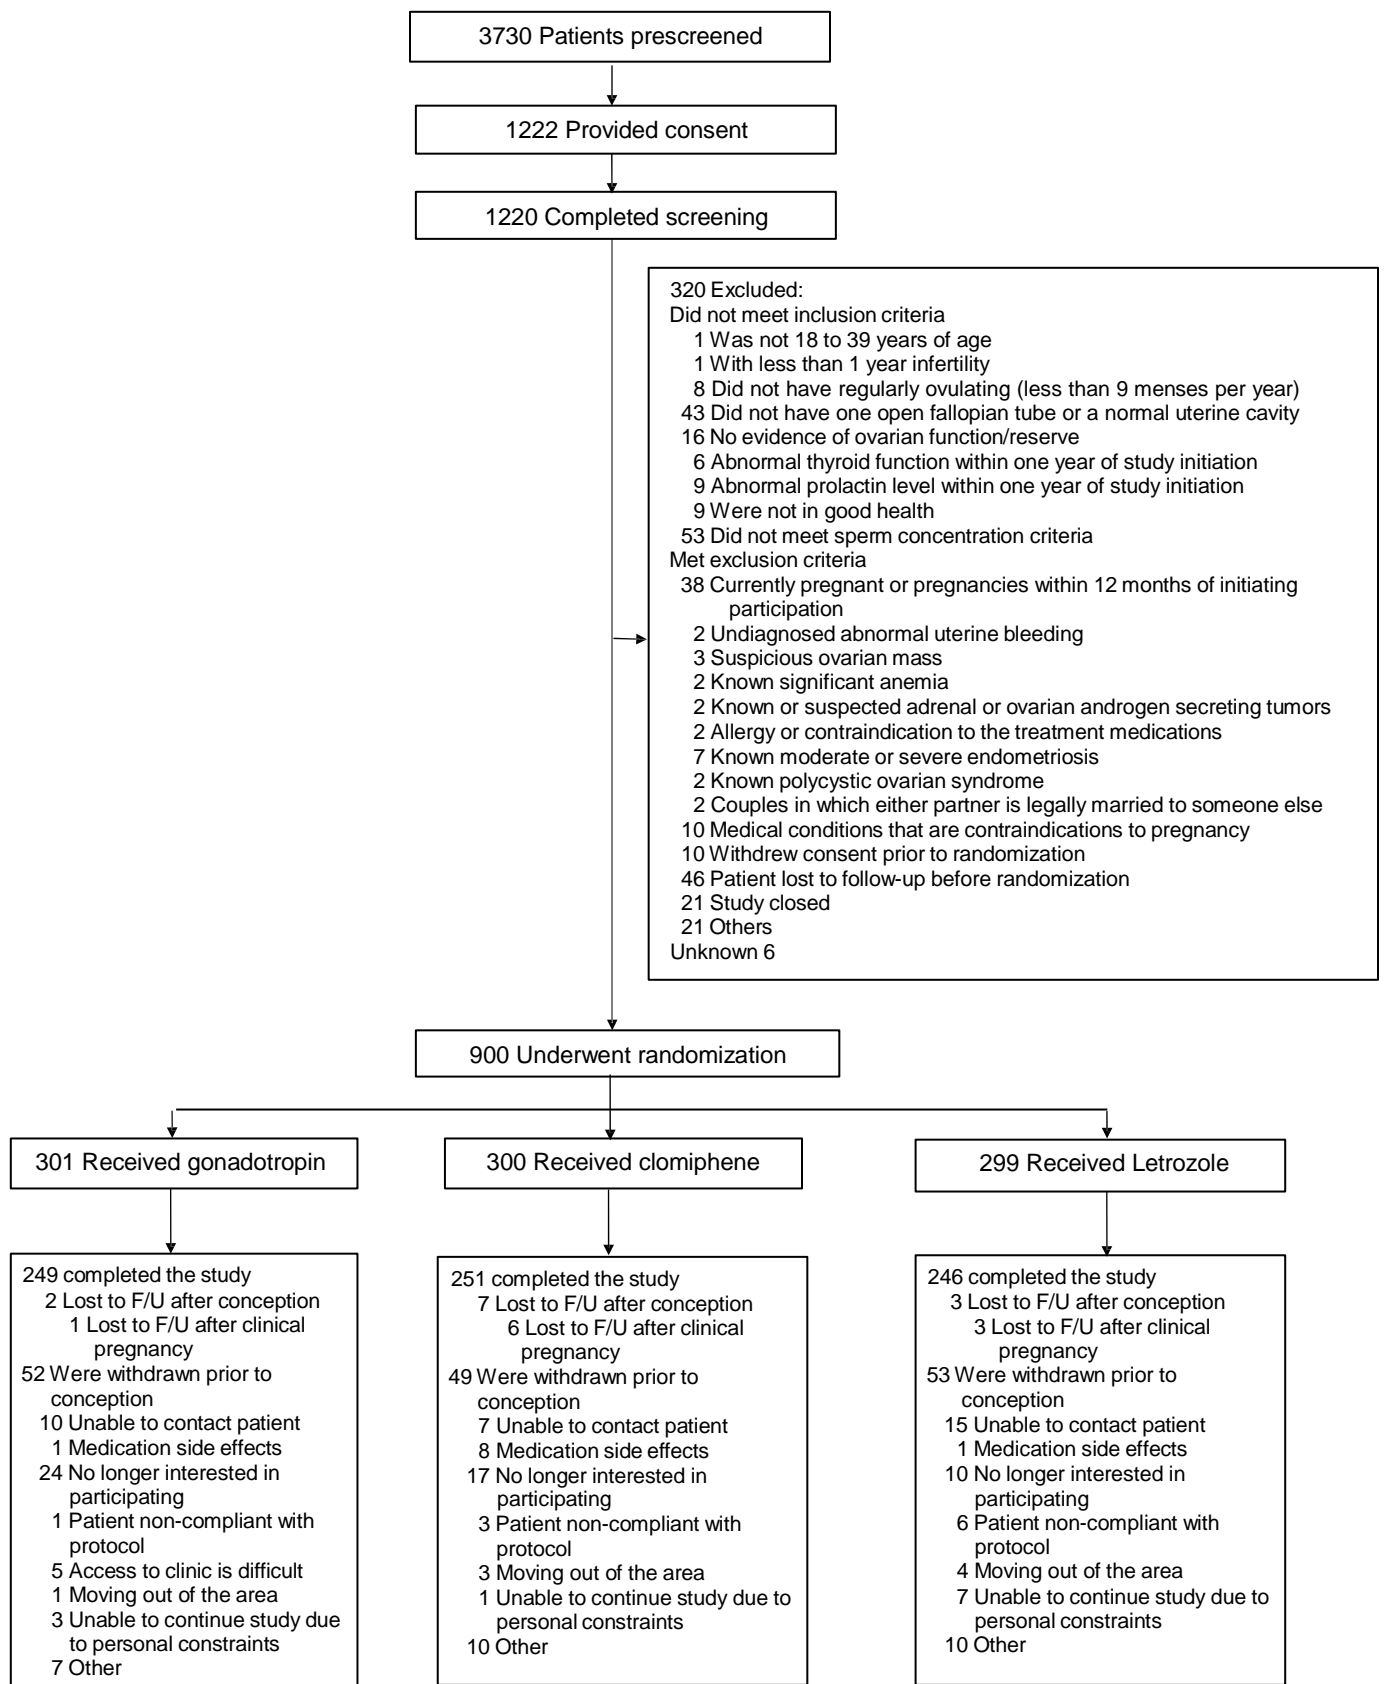 3730 Patients prescreened
1222 Provided consent
1220 Completed screening
320 Excluded:
Did not meet inclusion criteria
1 Was not 18 to 39 years of age
1 With less than 1 year infertility
8 Did not have regularly ovulating (less than 9 menses per year)
43 Did not have one open fallopian tube or a normal uterine cavity
16 No evidence of ovarian function/reserve
6 Abnormal thyroid function within one year of study initiation
9 Abnormal prolactin level within one year of study initiation
9 Were not in good health
53 Did not meet sperm concentration criteria
Met exclusion criteria
38 Currently pregnant or pregnancies within 12 months of initiating
participation
2 Undiagnosed abnormal uterine bleeding
3 Suspicious ovarian mass
2 Known significant anemia
2 Known or suspected adrenal or ovarian androgen secreting tumors
2 Allergy or contraindication to the treatment medications
7 Known moderate or severe endometriosis
2 Known polycystic ovarian syndrome
2 Couples in which either partner is legally married to someone else
10 Medical conditions that are contraindications to pregnancy
10 Withdrew consent prior to randomization
46 Patient lost to follow-up before randomization
21 Study closed
21 Others
Unknown 6
900 Underwent randomization
301 Received gonadotropin
300 Received clomiphene
299 Received Letrozole
249 completed the study
2 Lost to F/U after conception
1 Lost to F/U after clinical
pregnancy
52 Were withdrawn prior to
conception
10 Unable to contact patient
1 Medication side effects
24 No longer interested in
participating
1 Patient non-compliant with
protocol
5 Access to clinic is difficult
1 Moving out of the area
3 Unable to continue study due
to personal constraints
7 Other
251 completed the study
7 Lost to F/U after conception
6 Lost to F/U after clinical
pregnancy
49 Were withdrawn prior to
conception
7 Unable to contact patient
8 Medication side effects
17 No longer interested in
participating
3 Patient non-compliant with
protocol
3 Moving out of the area
1 Unable to continue study due to
personal constraints
10 Other
246 completed the study
3 Lost to F/U after conception
3 Lost to F/U after clinical
pregnancy
53 Were withdrawn prior to
conception
15 Unable to contact patient
1 Medication side effects
10 No longer interested in
participating
6 Patient non-compliant with
protocol
4 Moving out of the area
7 Unable to continue study due to
personal constraints
10 Other